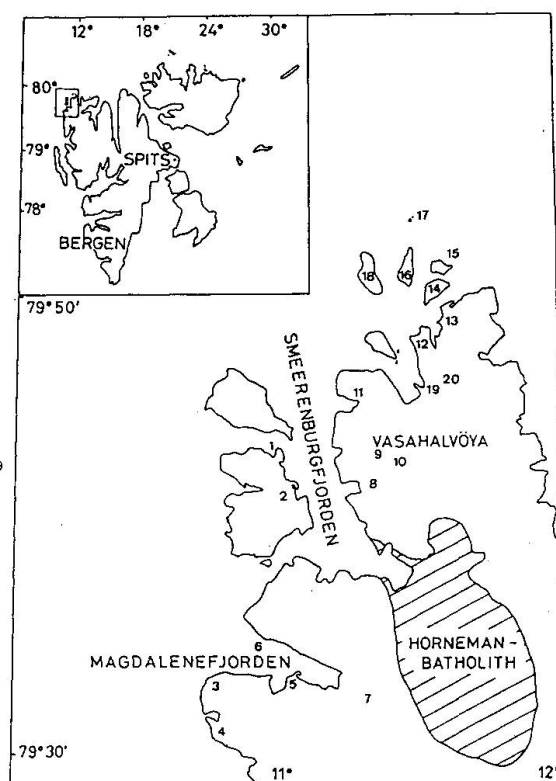 12° 18° 24° 30°
80°
79°
78°
SPITS
BERGEN
79° 50'
17
18 16 15
14
13
12
11 19 20
SMEERENBURGFJORDEN
VASAHALVÖYA
1
9 10
2 8
HORNEMAN-
BATHOLITH
6
MAGDALENEFJORDEN
3 5 7
4
79° 30'
11° 12°
9